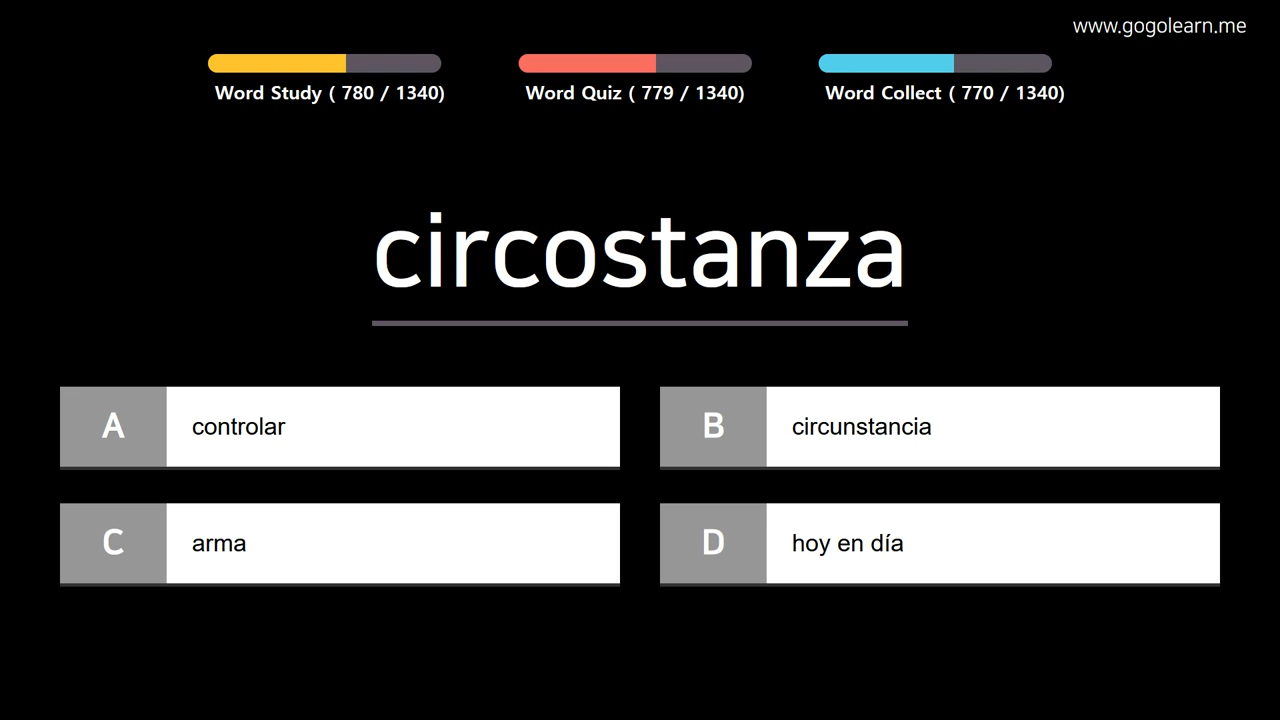 www.gogolearn.me
Word Study ( 780 / 1340)
Word Quiz ( 779 / 1340)
Word Collect ( 770 / 1340)
circostanza
A controlar
B circunstancia
C arma
D hoy en día